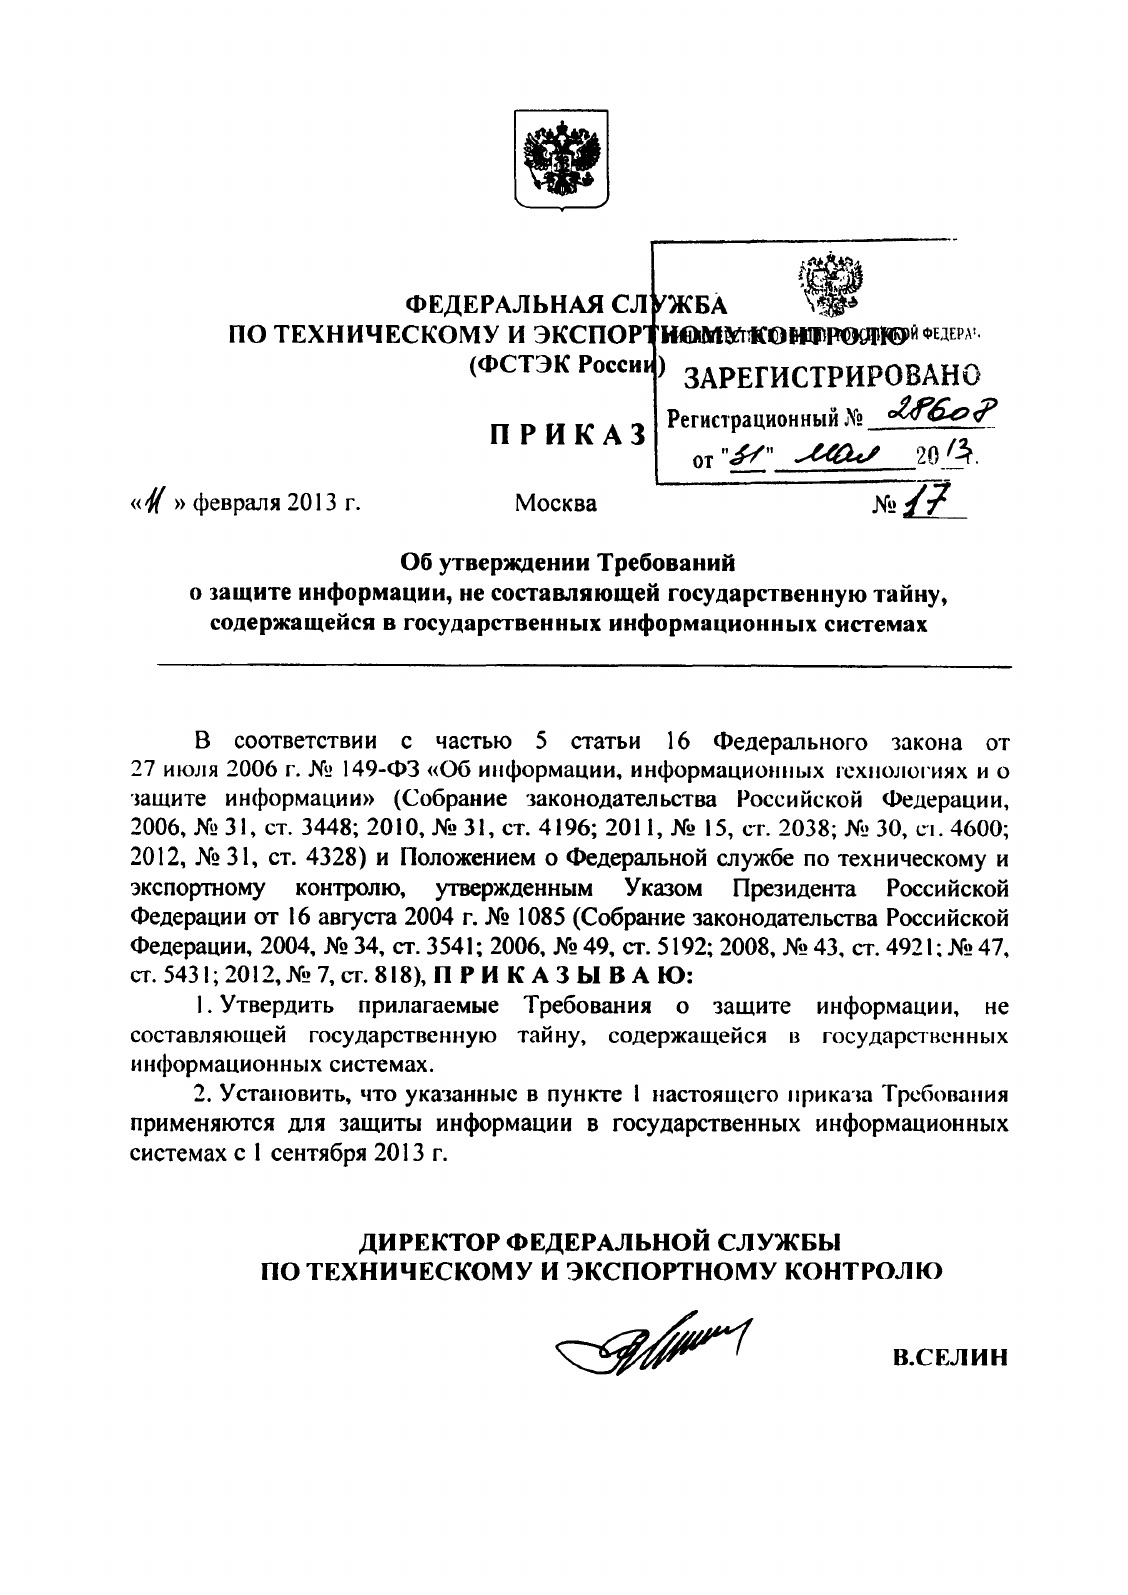 ФЕДЕРАЛЬНАЯ СЛУЖБА
ПО ТЕХНИЧЕСКОМУ И ЭКСПОРТНОМУ КОНТРОЛЮ
(ФСТЭК России)
П Р И К А З
РОССИЙСКОЙ ФЕДЕРА
ЗАРЕГИСТРИРОВАНО
Регистрационный № 28608
от "31" мая 2013 г.
«11» февраля 2013 г. Москва № 17
Об утверждении Требований
о защите информации, не составляющей государственную тайну,
содержащейся в государственных информационных системах
В соответствии с частью 5 статьи 16 Федерального закона от
27 июля 2006 г. № 149-ФЗ «Об информации, информационных технологиях и о
защите информации» (Собрание законодательства Российской Федерации,
2006, № 31, ст. 3448; 2010, № 31, ст. 4196; 2011, № 15, ст. 2038; № 30, ст. 4600;
2012, № 31, ст. 4328) и Положением о Федеральной службе по техническому и
экспортному контролю, утвержденным Указом Президента Российской
Федерации от 16 августа 2004 г. № 1085 (Собрание законодательства Российской
Федерации, 2004, № 34, ст. 3541; 2006, № 49, ст. 5192; 2008, № 43, ст. 4921; № 47,
ст. 5431; 2012, № 7, ст. 818), П Р И К А З Ы В А Ю:
1. Утвердить прилагаемые Требования о защите информации, не
составляющей государственную тайну, содержащейся в государственных
информационных системах.
2. Установить, что указанные в пункте 1 настоящего приказа Требования
применяются для защиты информации в государственных информационных
системах с 1 сентября 2013 г.
ДИРЕКТОР ФЕДЕРАЛЬНОЙ СЛУЖБЫ
ПО ТЕХНИЧЕСКОМУ И ЭКСПОРТНОМУ КОНТРОЛЮ
В.СЕЛИН